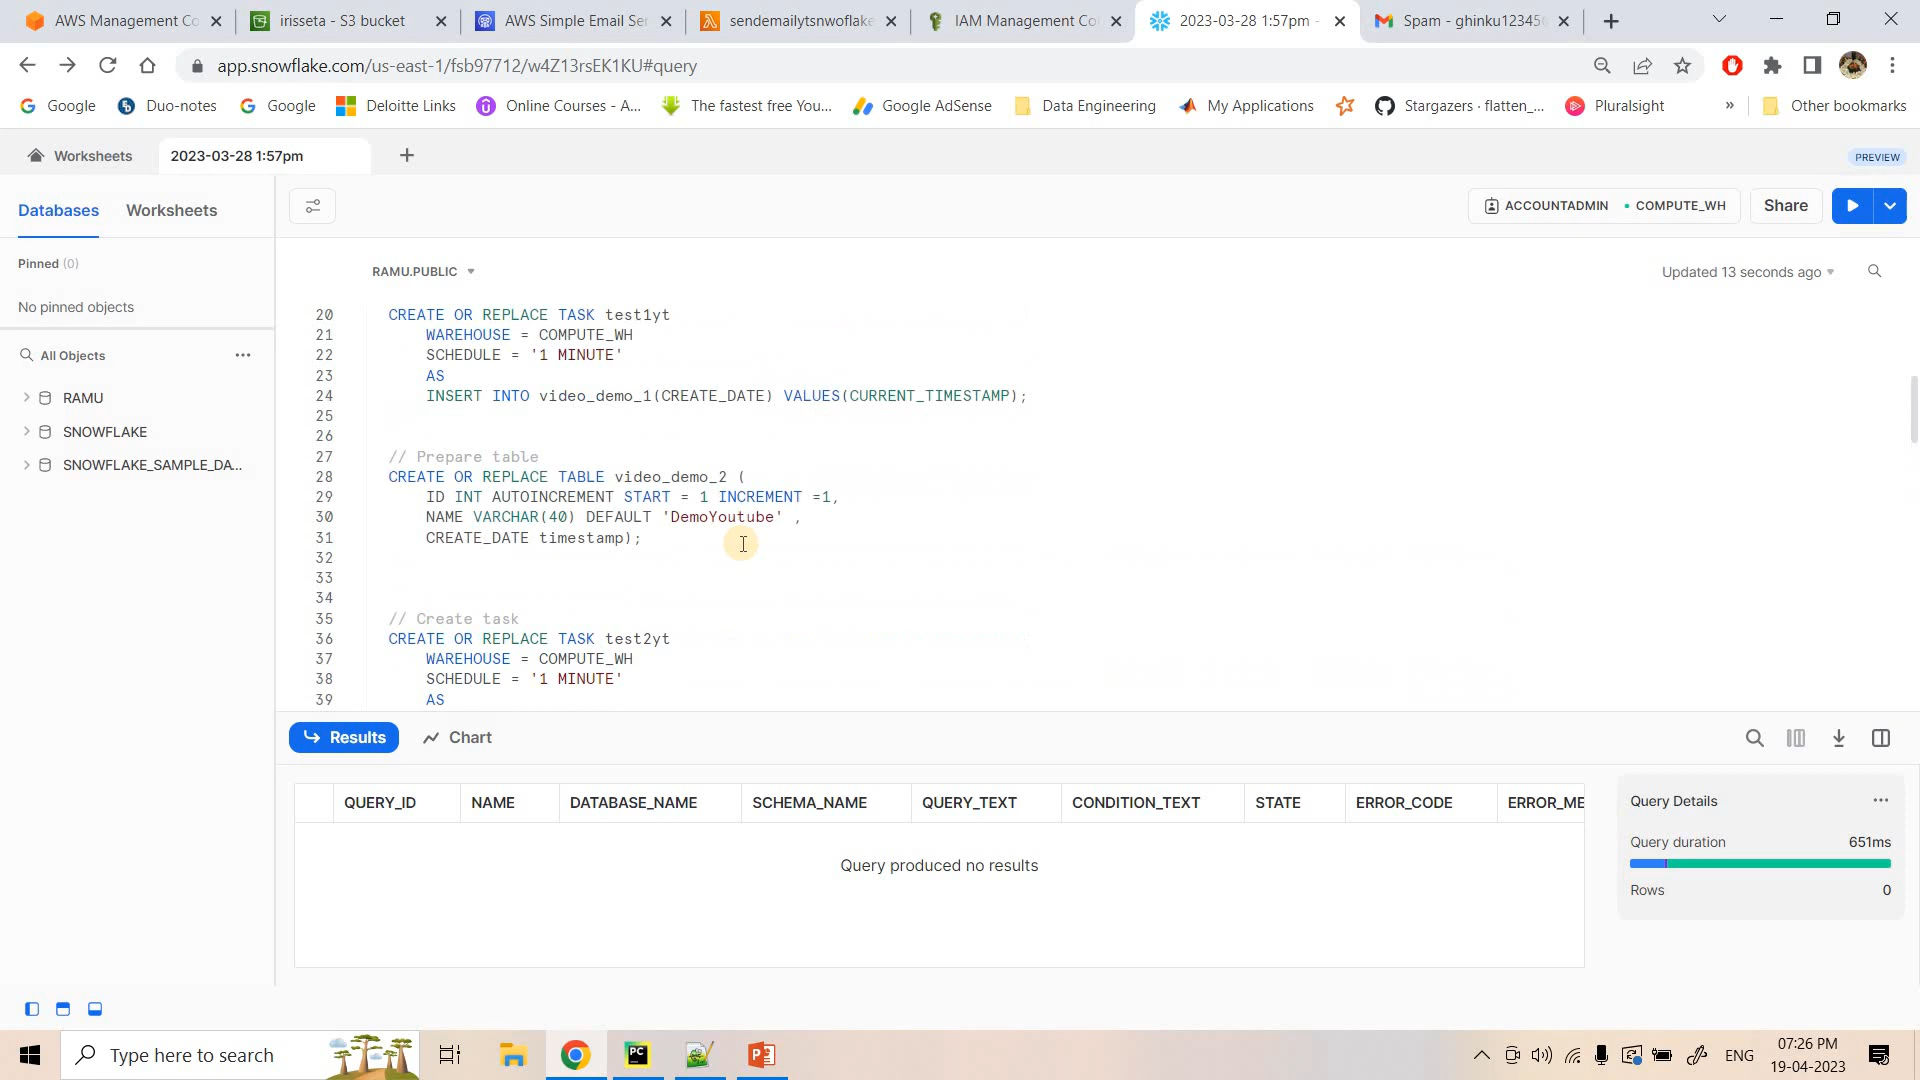 AWS Management Co
irisseta - S3 bucket
AWS Simple Email Se
sendemailytsnwoflake
IAM Management Co
2023-03-28 1:57pm -
Spam - ghinku123456
app.snowflake.com/us-east-1/fsb97712/w4Z13rsEK1KU#query
Google
Duo-notes
Google
Deloitte Links
Online Courses - A...
The fastest free You...
Google AdSense
Data Engineering
My Applications
Stargazers · flatten_...
Pluralsight
»
Other bookmarks
Worksheets
2023-03-28 1:57pm
PREVIEW
Databases
Worksheets
ACCOUNTADMIN
COMPUTE_WH
Share
Pinned (0)
No pinned objects
All Objects
RAMU
SNOWFLAKE
SNOWFLAKE_SAMPLE_DA...
RAMU.PUBLIC
Updated 13 seconds ago
20 CREATE OR REPLACE TASK test1yt
21 WAREHOUSE = COMPUTE_WH
22 SCHEDULE = '1 MINUTE'
23 AS
24 INSERT INTO video_demo_1(CREATE_DATE) VALUES(CURRENT_TIMESTAMP);
25
26
27 // Prepare table
28 CREATE OR REPLACE TABLE video_demo_2 (
29 ID INT AUTOINCREMENT START = 1 INCREMENT =1,
30 NAME VARCHAR(40) DEFAULT 'DemoYoutube' ,
31 CREATE_DATE timestamp);
32
33
34
35 // Create task
36 CREATE OR REPLACE TASK test2yt
37 WAREHOUSE = COMPUTE_WH
38 SCHEDULE = '1 MINUTE'
39 AS
Results
Chart
QUERY_ID NAME DATABASE_NAME SCHEMA_NAME QUERY_TEXT CONDITION_TEXT STATE ERROR_CODE ERROR_ME
Query produced no results
Query Details
Query duration 651ms
Rows 0
Type here to search
ENG
07:26 PM
19-04-2023